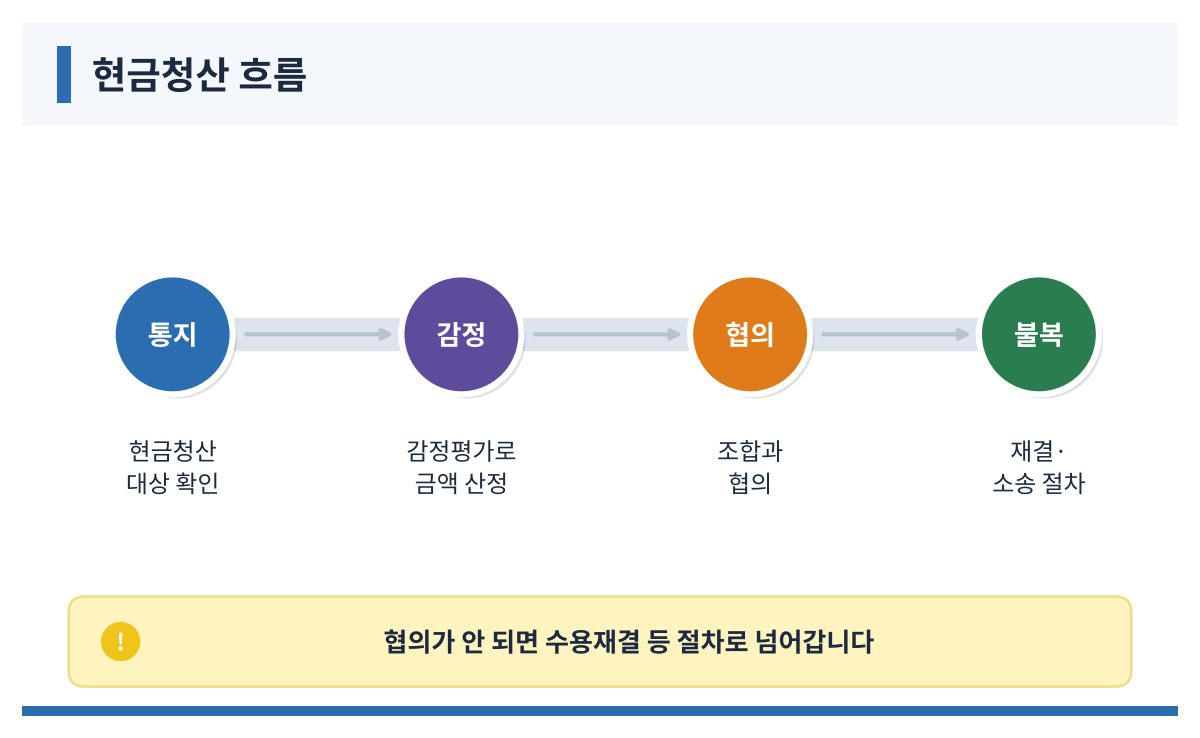 현금청산 흐름
통지
감정
협의
불복
현금청산
대상 확인
감정평가로
금액 산정
조합과
협의
재결·
소송 절차
!
협의가 안 되면 수용재결 등 절차로 넘어갑니다